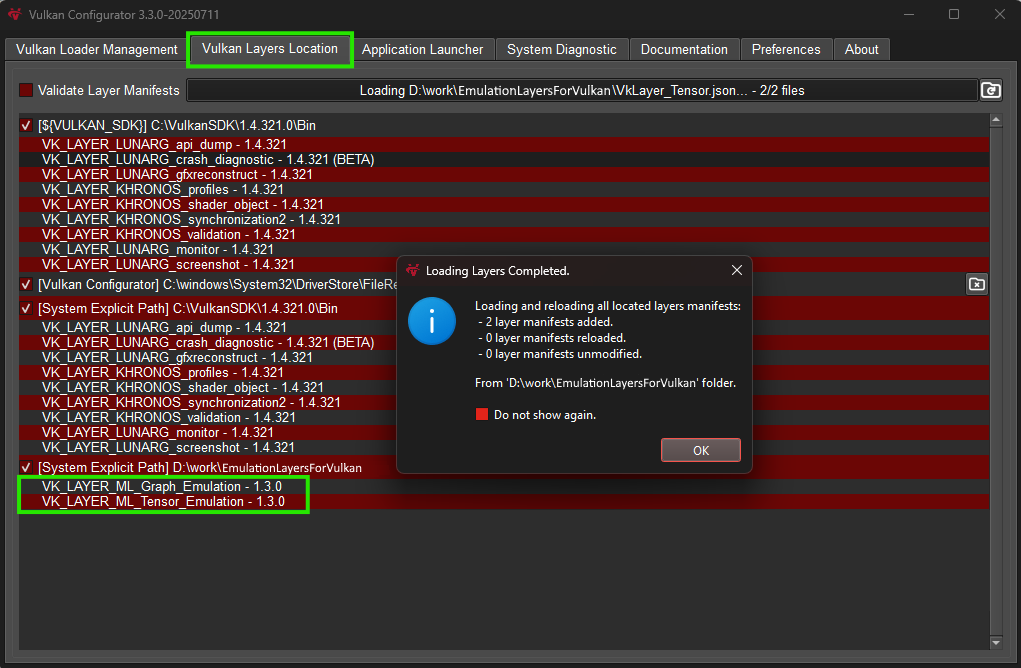 Vulkan Configurator 3.3.0-20250711
Vulkan Loader Management Vulkan Layers Location Application Launcher System Diagnostic Documentation Preferences About
Validate Layer Manifests Loading D:\work\EmulationLayersForVulkan\VkLayer_Tensor.json... - 2/2 files
[${VULKAN_SDK}] C:\VulkanSDK\1.4.321.0\Bin
VK_LAYER_LUNARG_api_dump - 1.4.321
VK_LAYER_LUNARG_crash_diagnostic - 1.4.321 (BETA)
VK_LAYER_LUNARG_gfxreconstruct - 1.4.321
VK_LAYER_KHRONOS_profiles - 1.4.321
VK_LAYER_KHRONOS_shader_object - 1.4.321
VK_LAYER_KHRONOS_synchronization2 - 1.4.321
VK_LAYER_KHRONOS_validation - 1.4.321
VK_LAYER_LUNARG_monitor - 1.4.321
VK_LAYER_LUNARG_screenshot - 1.4.321
[Vulkan Configurator] C:\windows\System32\DriverStore\FileRe
[System Explicit Path] C:\VulkanSDK\1.4.321.0\Bin
VK_LAYER_LUNARG_api_dump - 1.4.321
VK_LAYER_LUNARG_crash_diagnostic - 1.4.321 (BETA)
VK_LAYER_LUNARG_gfxreconstruct - 1.4.321
VK_LAYER_KHRONOS_profiles - 1.4.321
VK_LAYER_KHRONOS_shader_object - 1.4.321
VK_LAYER_KHRONOS_synchronization2 - 1.4.321
VK_LAYER_KHRONOS_validation - 1.4.321
VK_LAYER_LUNARG_monitor - 1.4.321
VK_LAYER_LUNARG_screenshot - 1.4.321
[System Explicit Path] D:\work\EmulationLayersForVulkan
VK_LAYER_ML_Graph_Emulation - 1.3.0
VK_LAYER_ML_Tensor_Emulation - 1.3.0
Loading Layers Completed.
Loading and reloading all located layers manifests:
- 2 layer manifests added.
- 0 layer manifests reloaded.
- 0 layer manifests unmodified.
From 'D:\work\EmulationLayersForVulkan' folder.
Do not show again.
OK